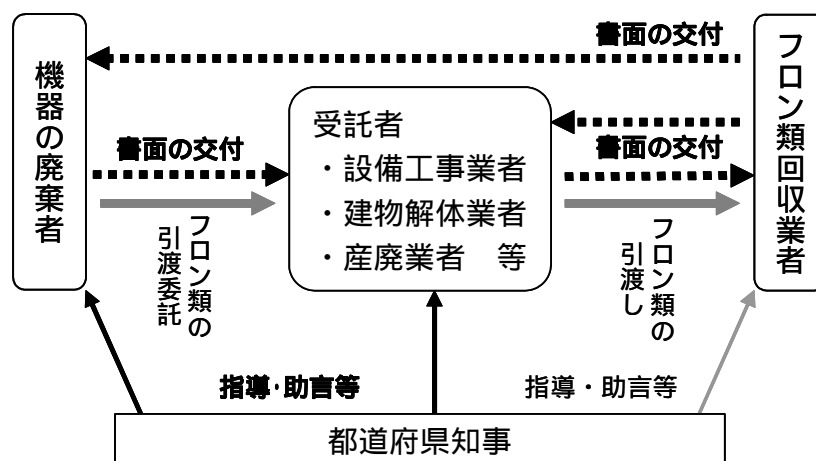 書面の交付
機器の廃棄者
フロン類回収業者
受託者
・設備工事業者
・建物解体業者
・産廃業者　等
書面の交付
書面の交付
フロン類の
引渡委託
フロン類の
引渡し
指導・助言等
指導・助言等
都道府県知事